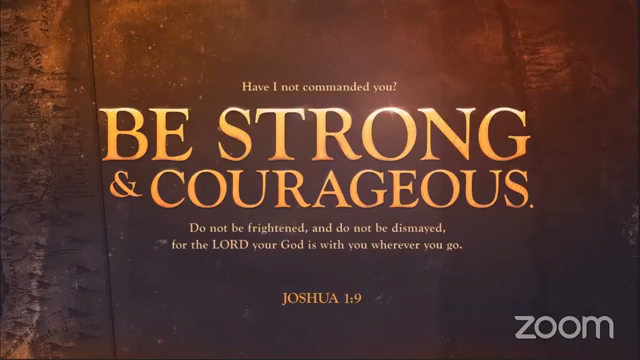 Have I not commanded you?
BE STRONG
& COURAGEOUS.
Do not be frightened, and do not be dismayed,
for the LORD your God is with you wherever you go.
JOSHUA 1:9
zoom